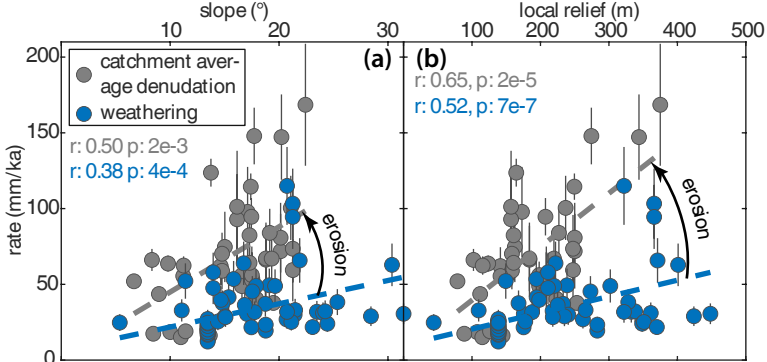 slope (°)
local relief (m)
10
20
30
100
200
300
400
500
rate (mm/ka)
200
150
100
50
0
catchment aver-
age denudation
weathering
(a)
r: 0.50 p: 2e-3
r: 0.38 p: 4e-4
erosion
(b)
r: 0.65, p: 2e-5
r: 0.52, p: 7e-7
erosion